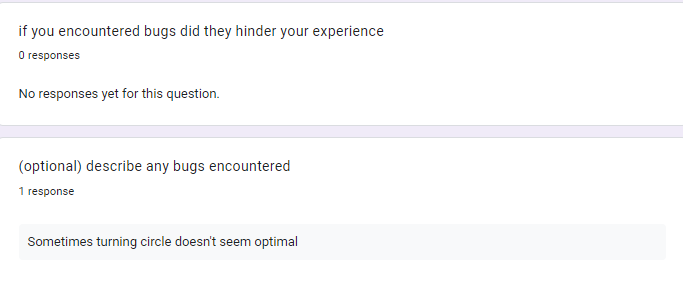 if you encountered bugs did they hinder your experience
0 responses
No responses yet for this question.
(optional) describe any bugs encountered
1 response
Sometimes turning circle doesn't seem optimal